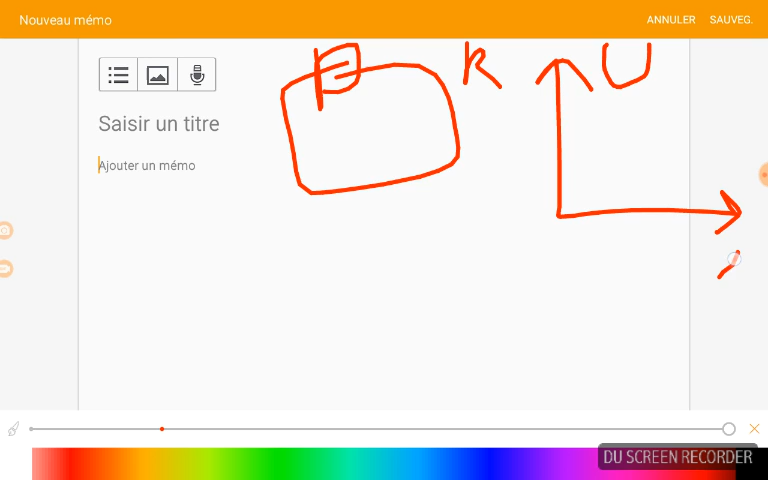 Nouveau mémo
ANNULER SAUVEG.
R U
Saisir un titre
Ajouter un mémo
DU SCREEN RECORDER